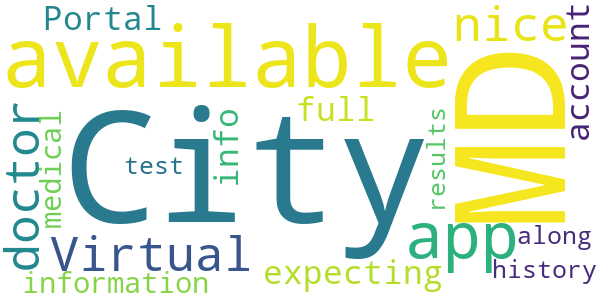 Portal
available
nice
account
MD
City
full
info
doctor
medical
test
results
Virtual
app
along
expecting
history
information